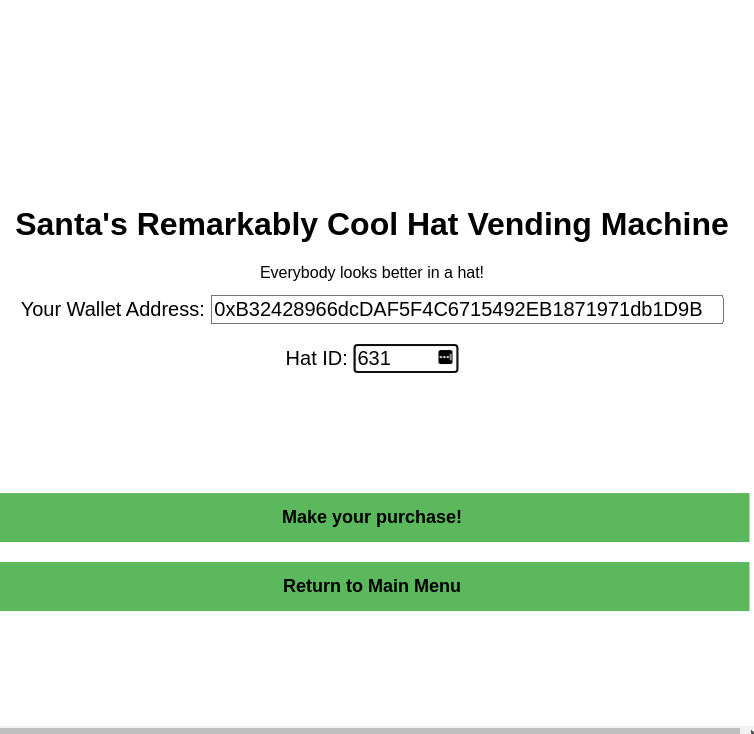 Santa's Remarkably Cool Hat Vending Machine
Everybody looks better in a hat!
Your Wallet Address: 0xB32428966dcDAF5F4C6715492EB1871971db1D9B
Hat ID: 631
Make your purchase!
Return to Main Menu